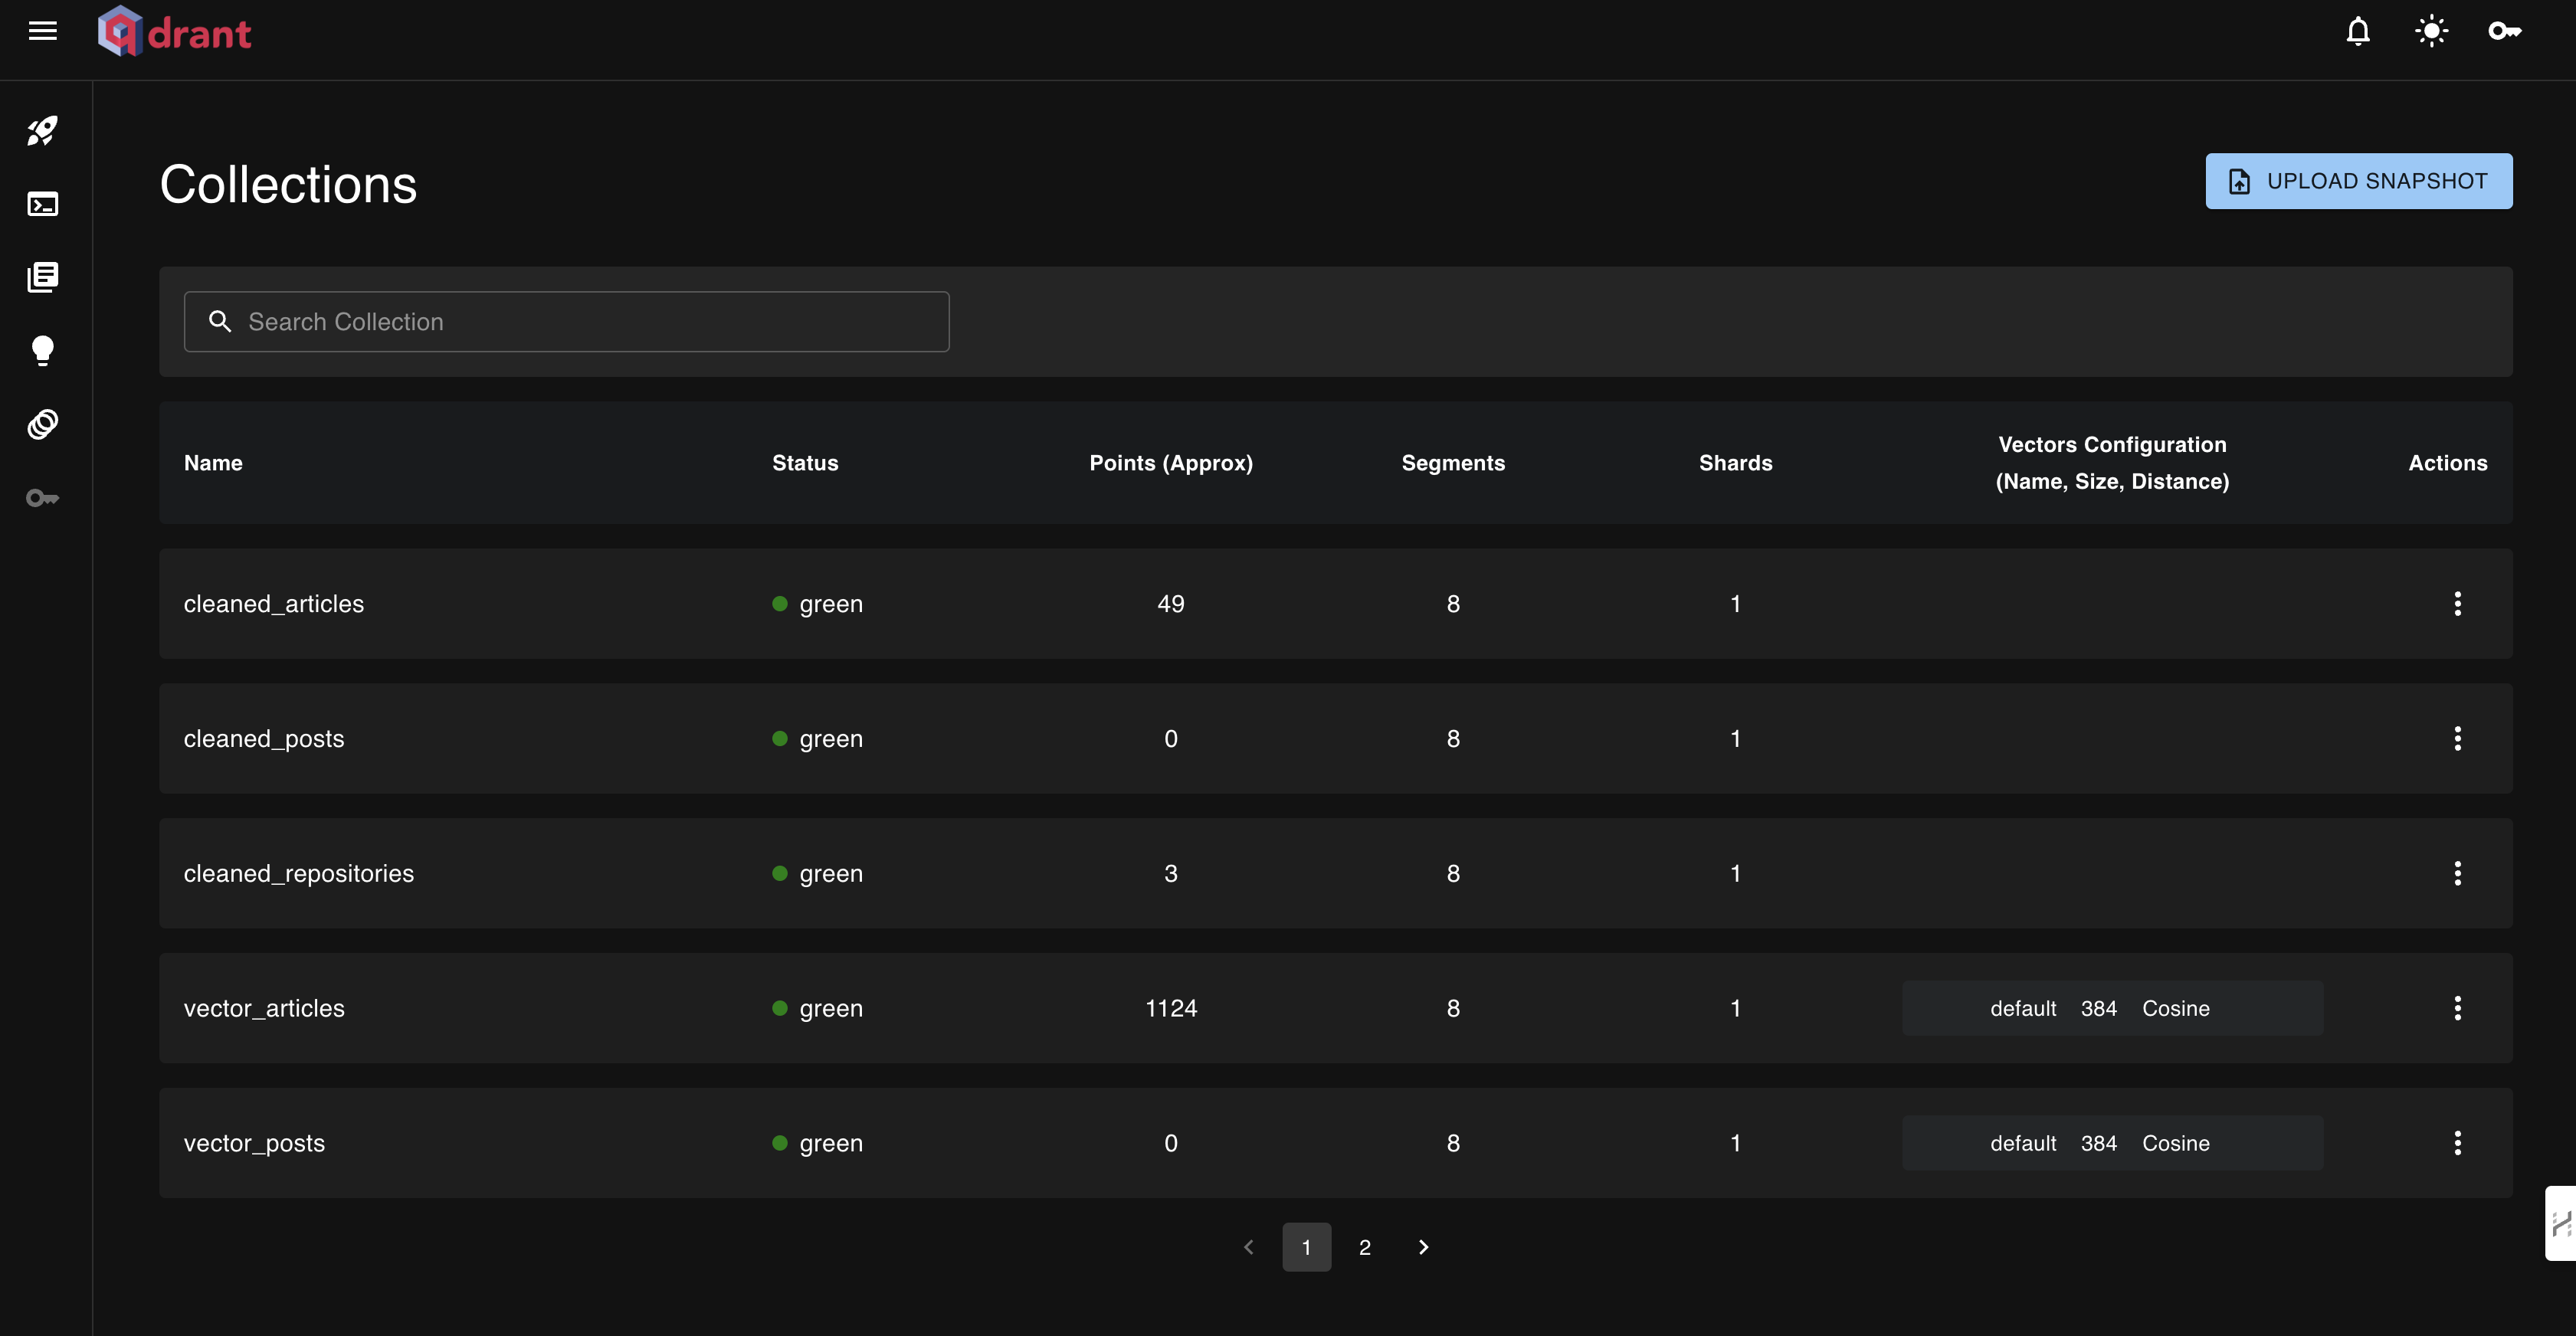 qdrant
Collections
UPLOAD SNAPSHOT
Search Collection
Name Status Points (Approx) Segments Shards Vectors Configuration (Name, Size, Distance) Actions
cleaned_articles green 49 8 1
cleaned_posts green 0 8 1
cleaned_repositories green 3 8 1
vector_articles green 1124 8 1 default 384 Cosine
vector_posts green 0 8 1 default 384 Cosine
1 2